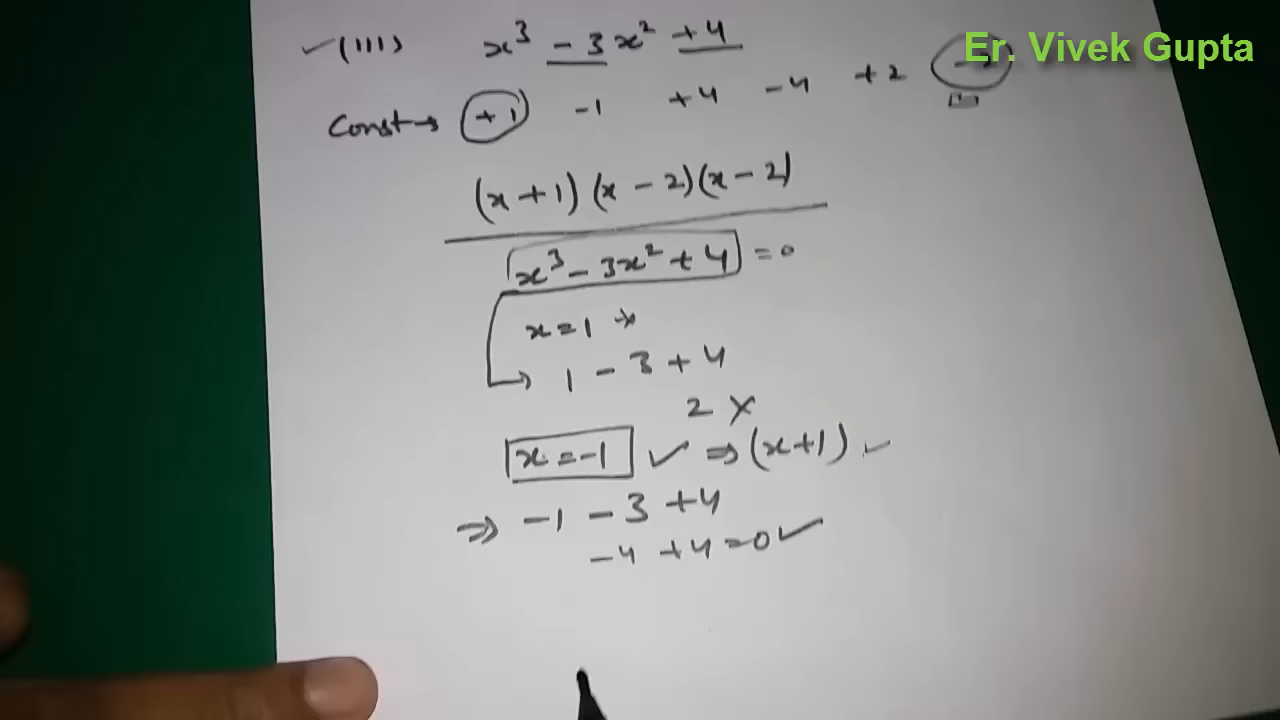 Er. Vivek Gupta
✓(111) x³ - 3x² + 4
Const → +1 -1 +4 -4 +2
(x+1)(x-2)(x-2)
x³ - 3x² + 4 = 0
x = 1 →
→ 1 - 3 + 4
2 ×
x = -1 ✓ ⇒ (x+1) ✓
⇒ -1 - 3 + 4
-4 + 4 = 0 ✓